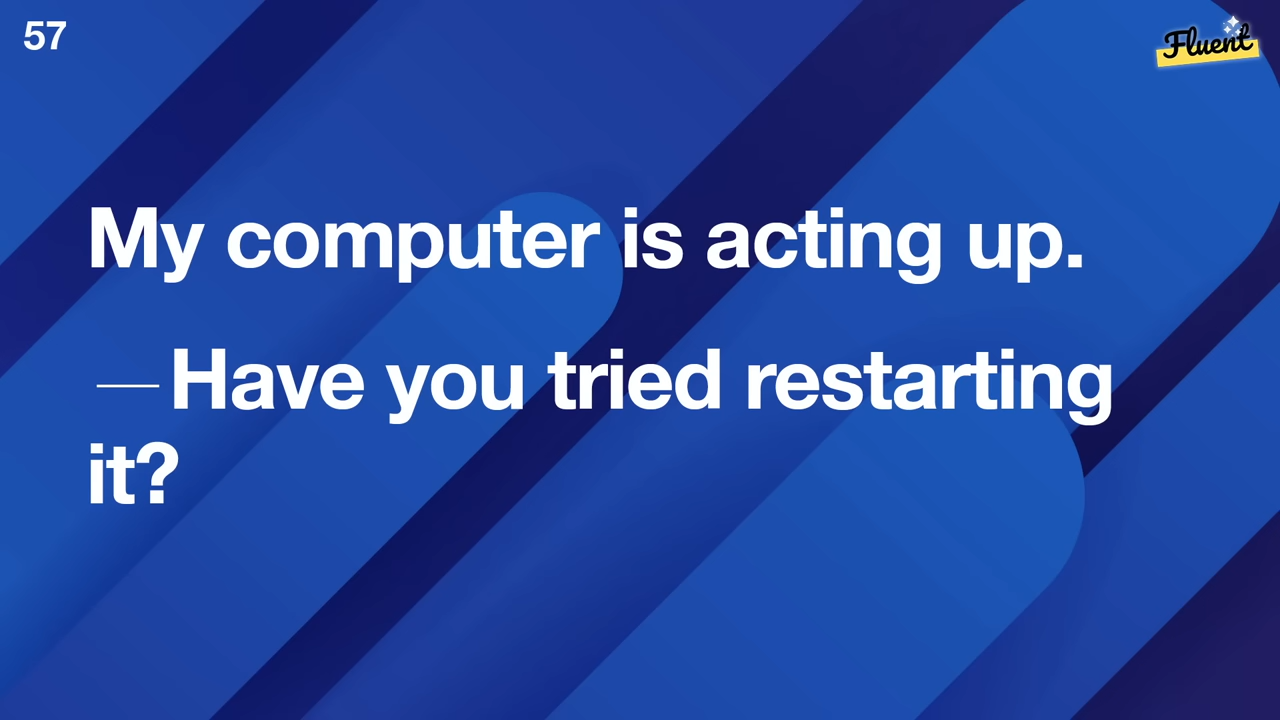 57
Fluent
My computer is acting up.
—Have you tried restarting
it?